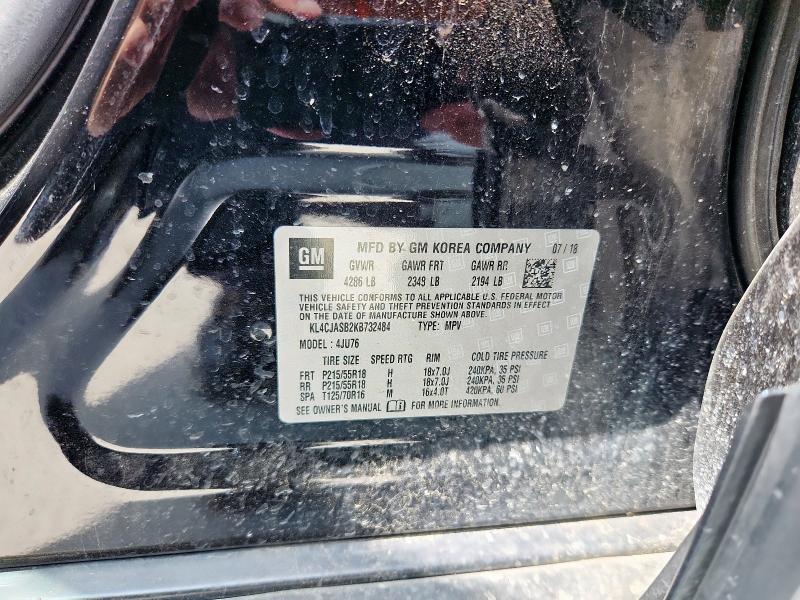 GM
MFD BY GM KOREA COMPANY 07/18
GVWR GAWR FRT GAWR RR
4286 LB 2349 LB 2194 LB
THIS VEHICLE CONFORMS TO ALL APPLICABLE U.S. FEDERAL MOTOR
VEHICLE SAFETY AND THEFT PREVENTION STANDARDS IN EFFECT
ON THE DATE OF MANUFACTURE SHOWN ABOVE.
KL4CJASB2KB732484 TYPE: MPV
MODEL: 4JU76
TIRE SIZE SPEED RTG RIM COLD TIRE PRESSURE
FRT P215/55R18 H 18x7.0J 240KPA, 35 PSI
RR P215/55R18 H 18x7.0J 240KPA, 35 PSI
SPA T125/70R16 M 16x4.0T 420KPA, 60 PSI
SEE OWNER'S MANUAL FOR MORE INFORMATION.